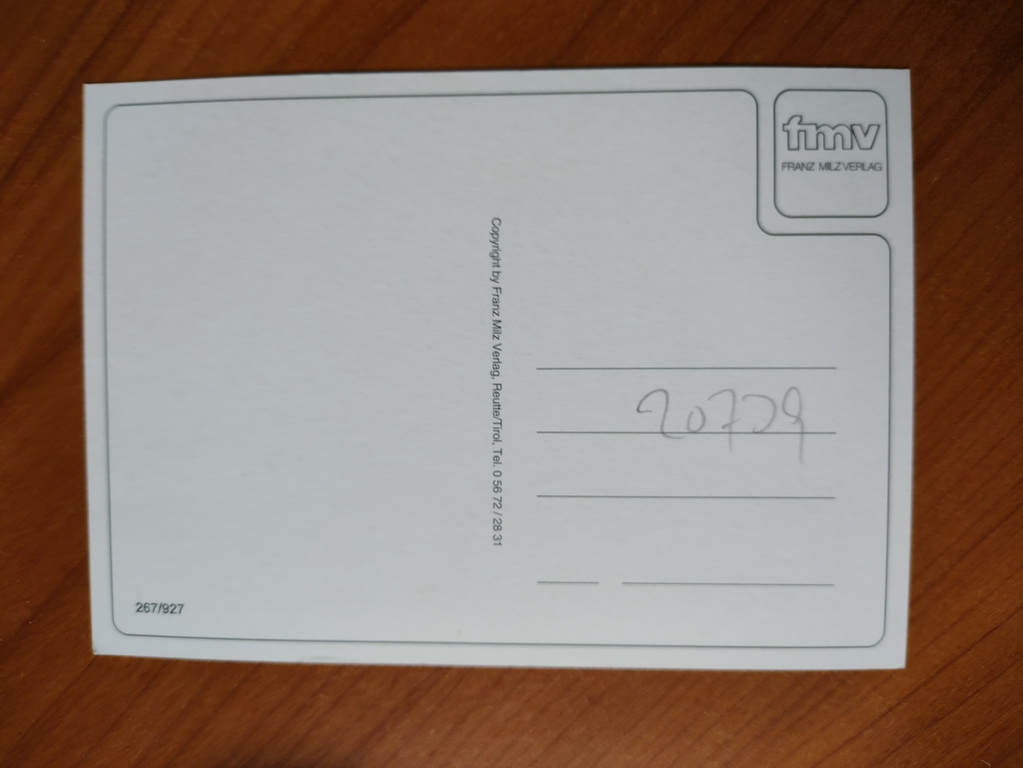 fmv
FRANZ MILZ VERLAG
Copyright by Franz Milz Verlag, Reutte/Tirol, Tel. 0 56 72 / 28 31
20779
267/927